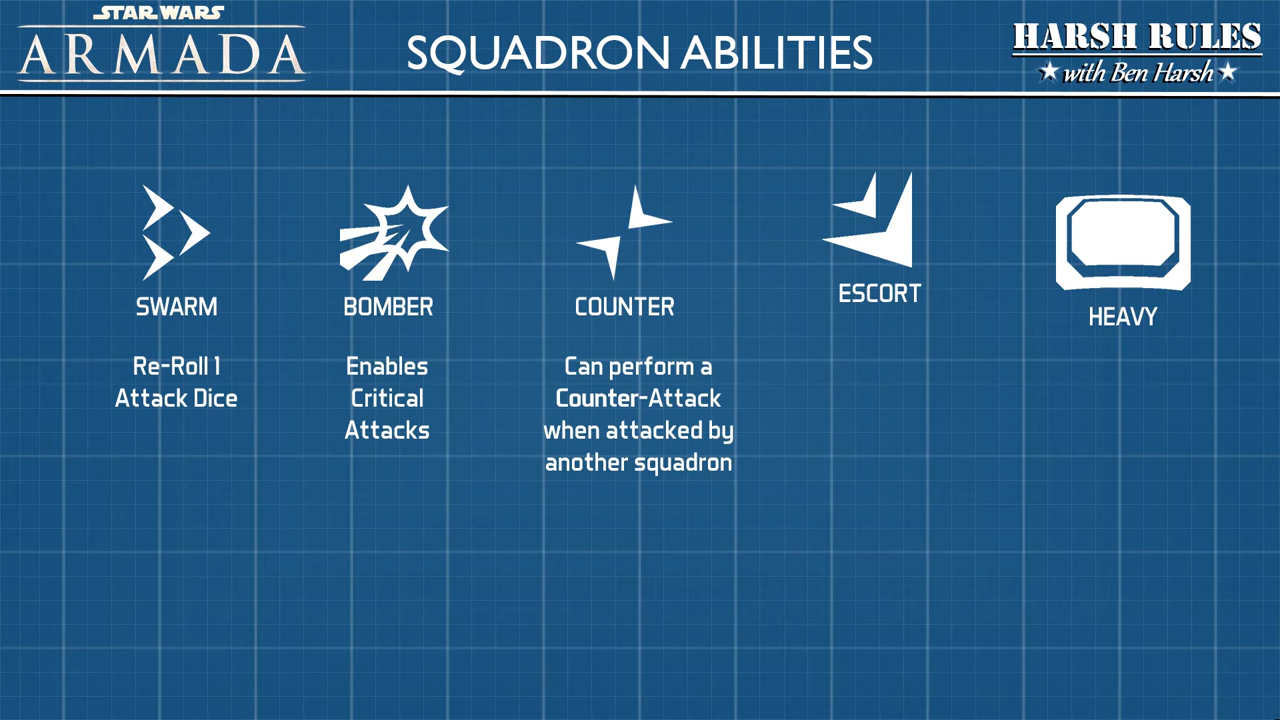 STAR WARS
ARMADA
SQUADRON ABILITIES
HARSH RULES
with Ben Harsh
SWARM
Re-Roll 1
Attack Dice
BOMBER
Enables
Critical
Attacks
COUNTER
Can perform a
Counter-Attack
when attacked by
another squadron
ESCORT
HEAVY